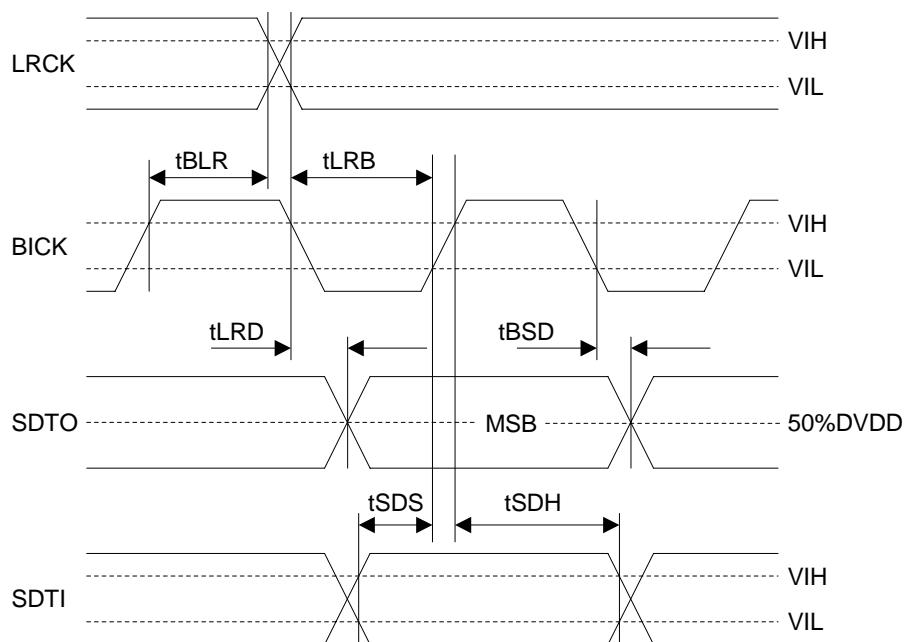 VIH
LRCK
VIL
tBLR
tLRB
VIH
BICK
VIL
tLRD
tBSD
SDTO
MSB
50%DVDD
tSDS
tSDH
VIH
SDTI
VIL